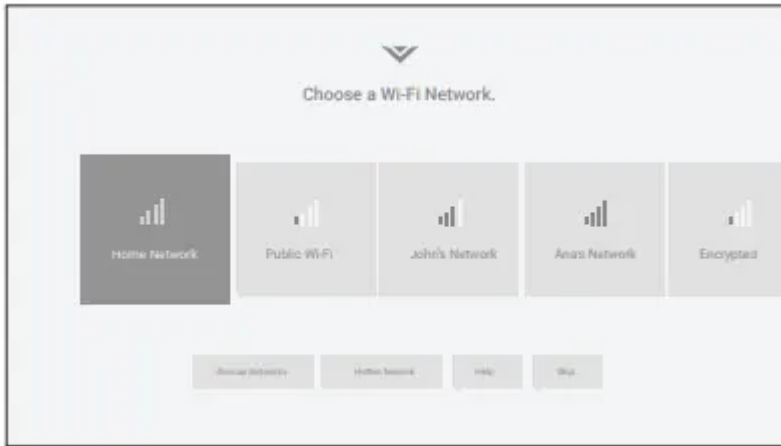 Choose a Wi-Fi Network.
Home Network
Public Wi-Fi
John's Network
Ana's Network
Encrypted
Hidden Network
Help
Skip